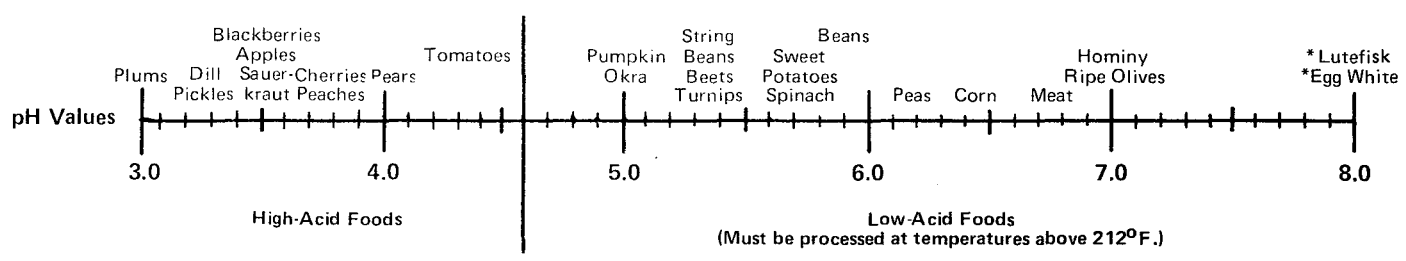 Blackberries
Apples
Plums Dill Pickles Sauer-kraut Cherries Peaches Pears Tomatoes
Pumpkin
Okra
String
Beans
Beets
Turnips
Sweet
Potatoes
Spinach
Beans
Peas Corn Meat
Hominy
Ripe Olives
*Lutefisk
*Egg White
pH Values
3.0 4.0 5.0 6.0 7.0 8.0
High-Acid Foods
Low-Acid Foods
(Must be processed at temperatures above 212ºF.)